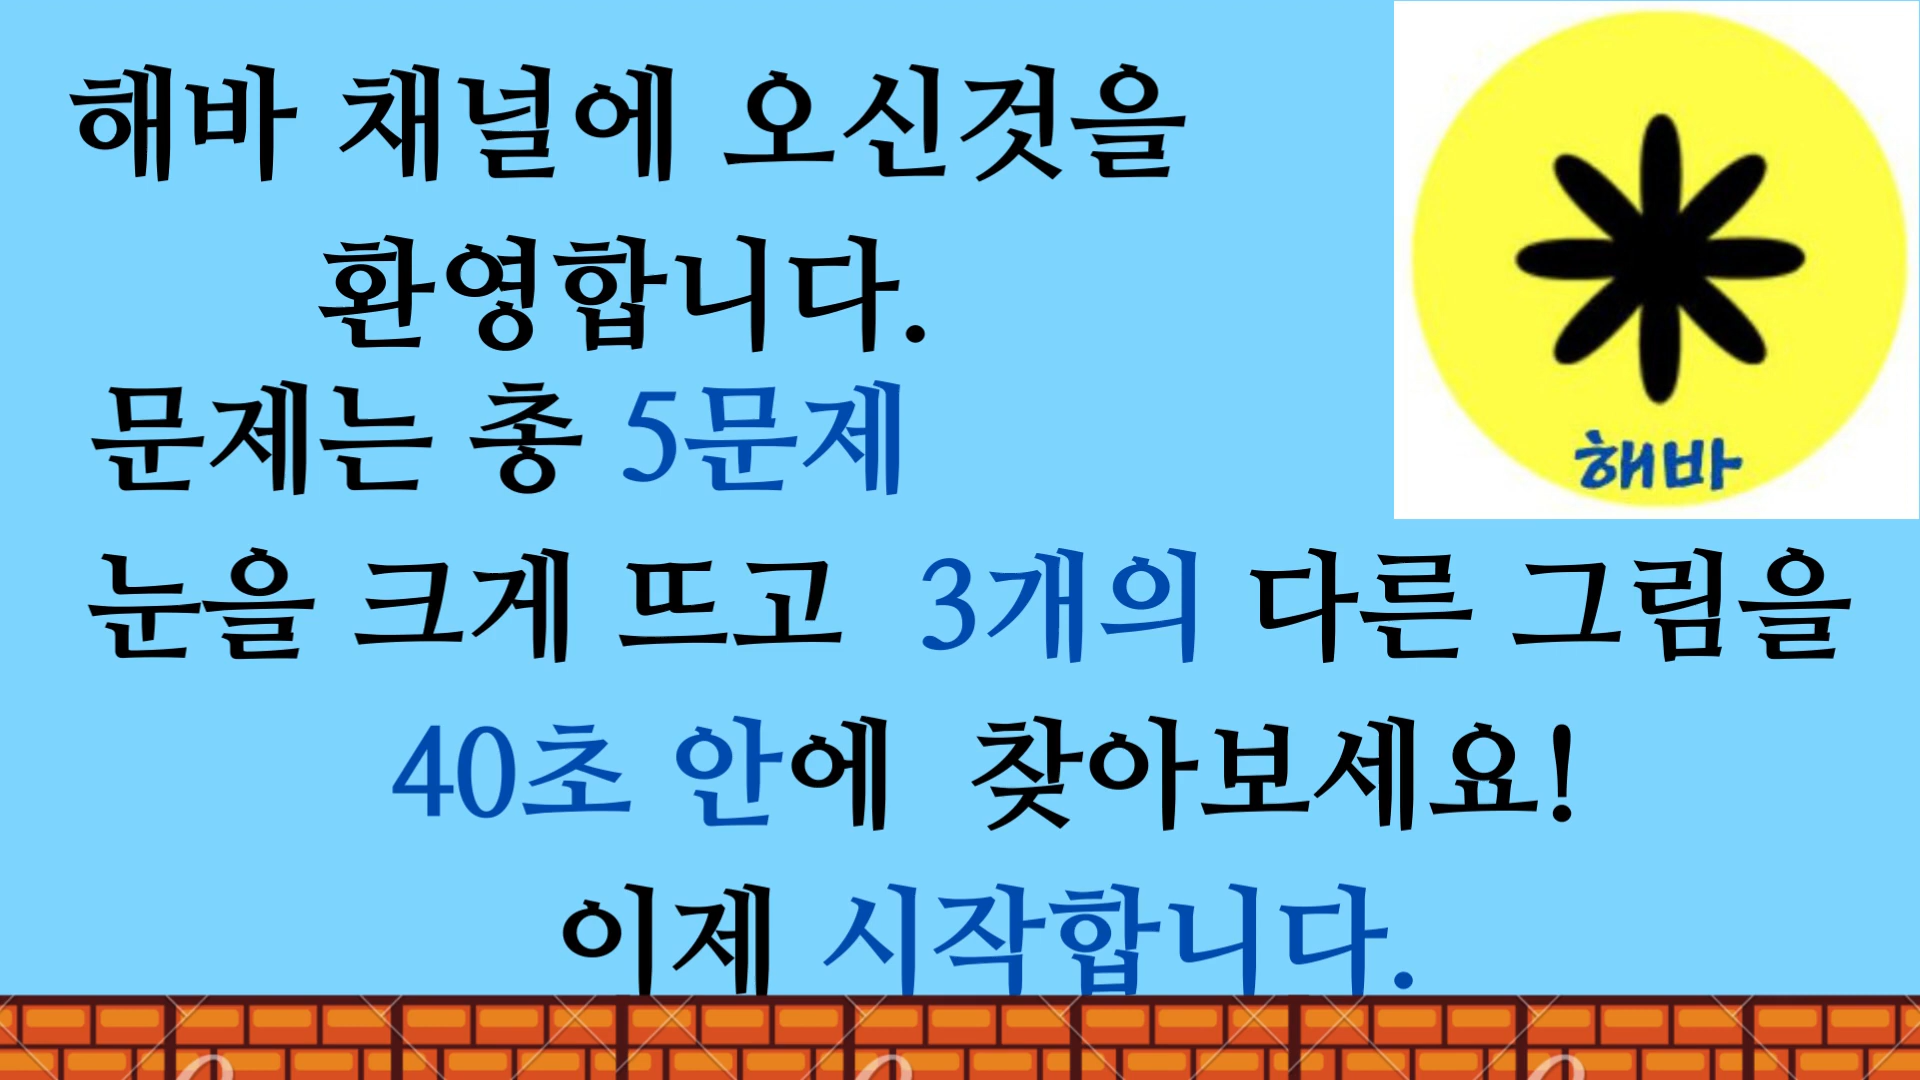 해바 채널에 오신것을
환영합니다.
문제는 총 5문제
눈을 크게 뜨고 3개의 다른 그림을
40초 안에 찾아보세요!
이제 시작합니다.
해바